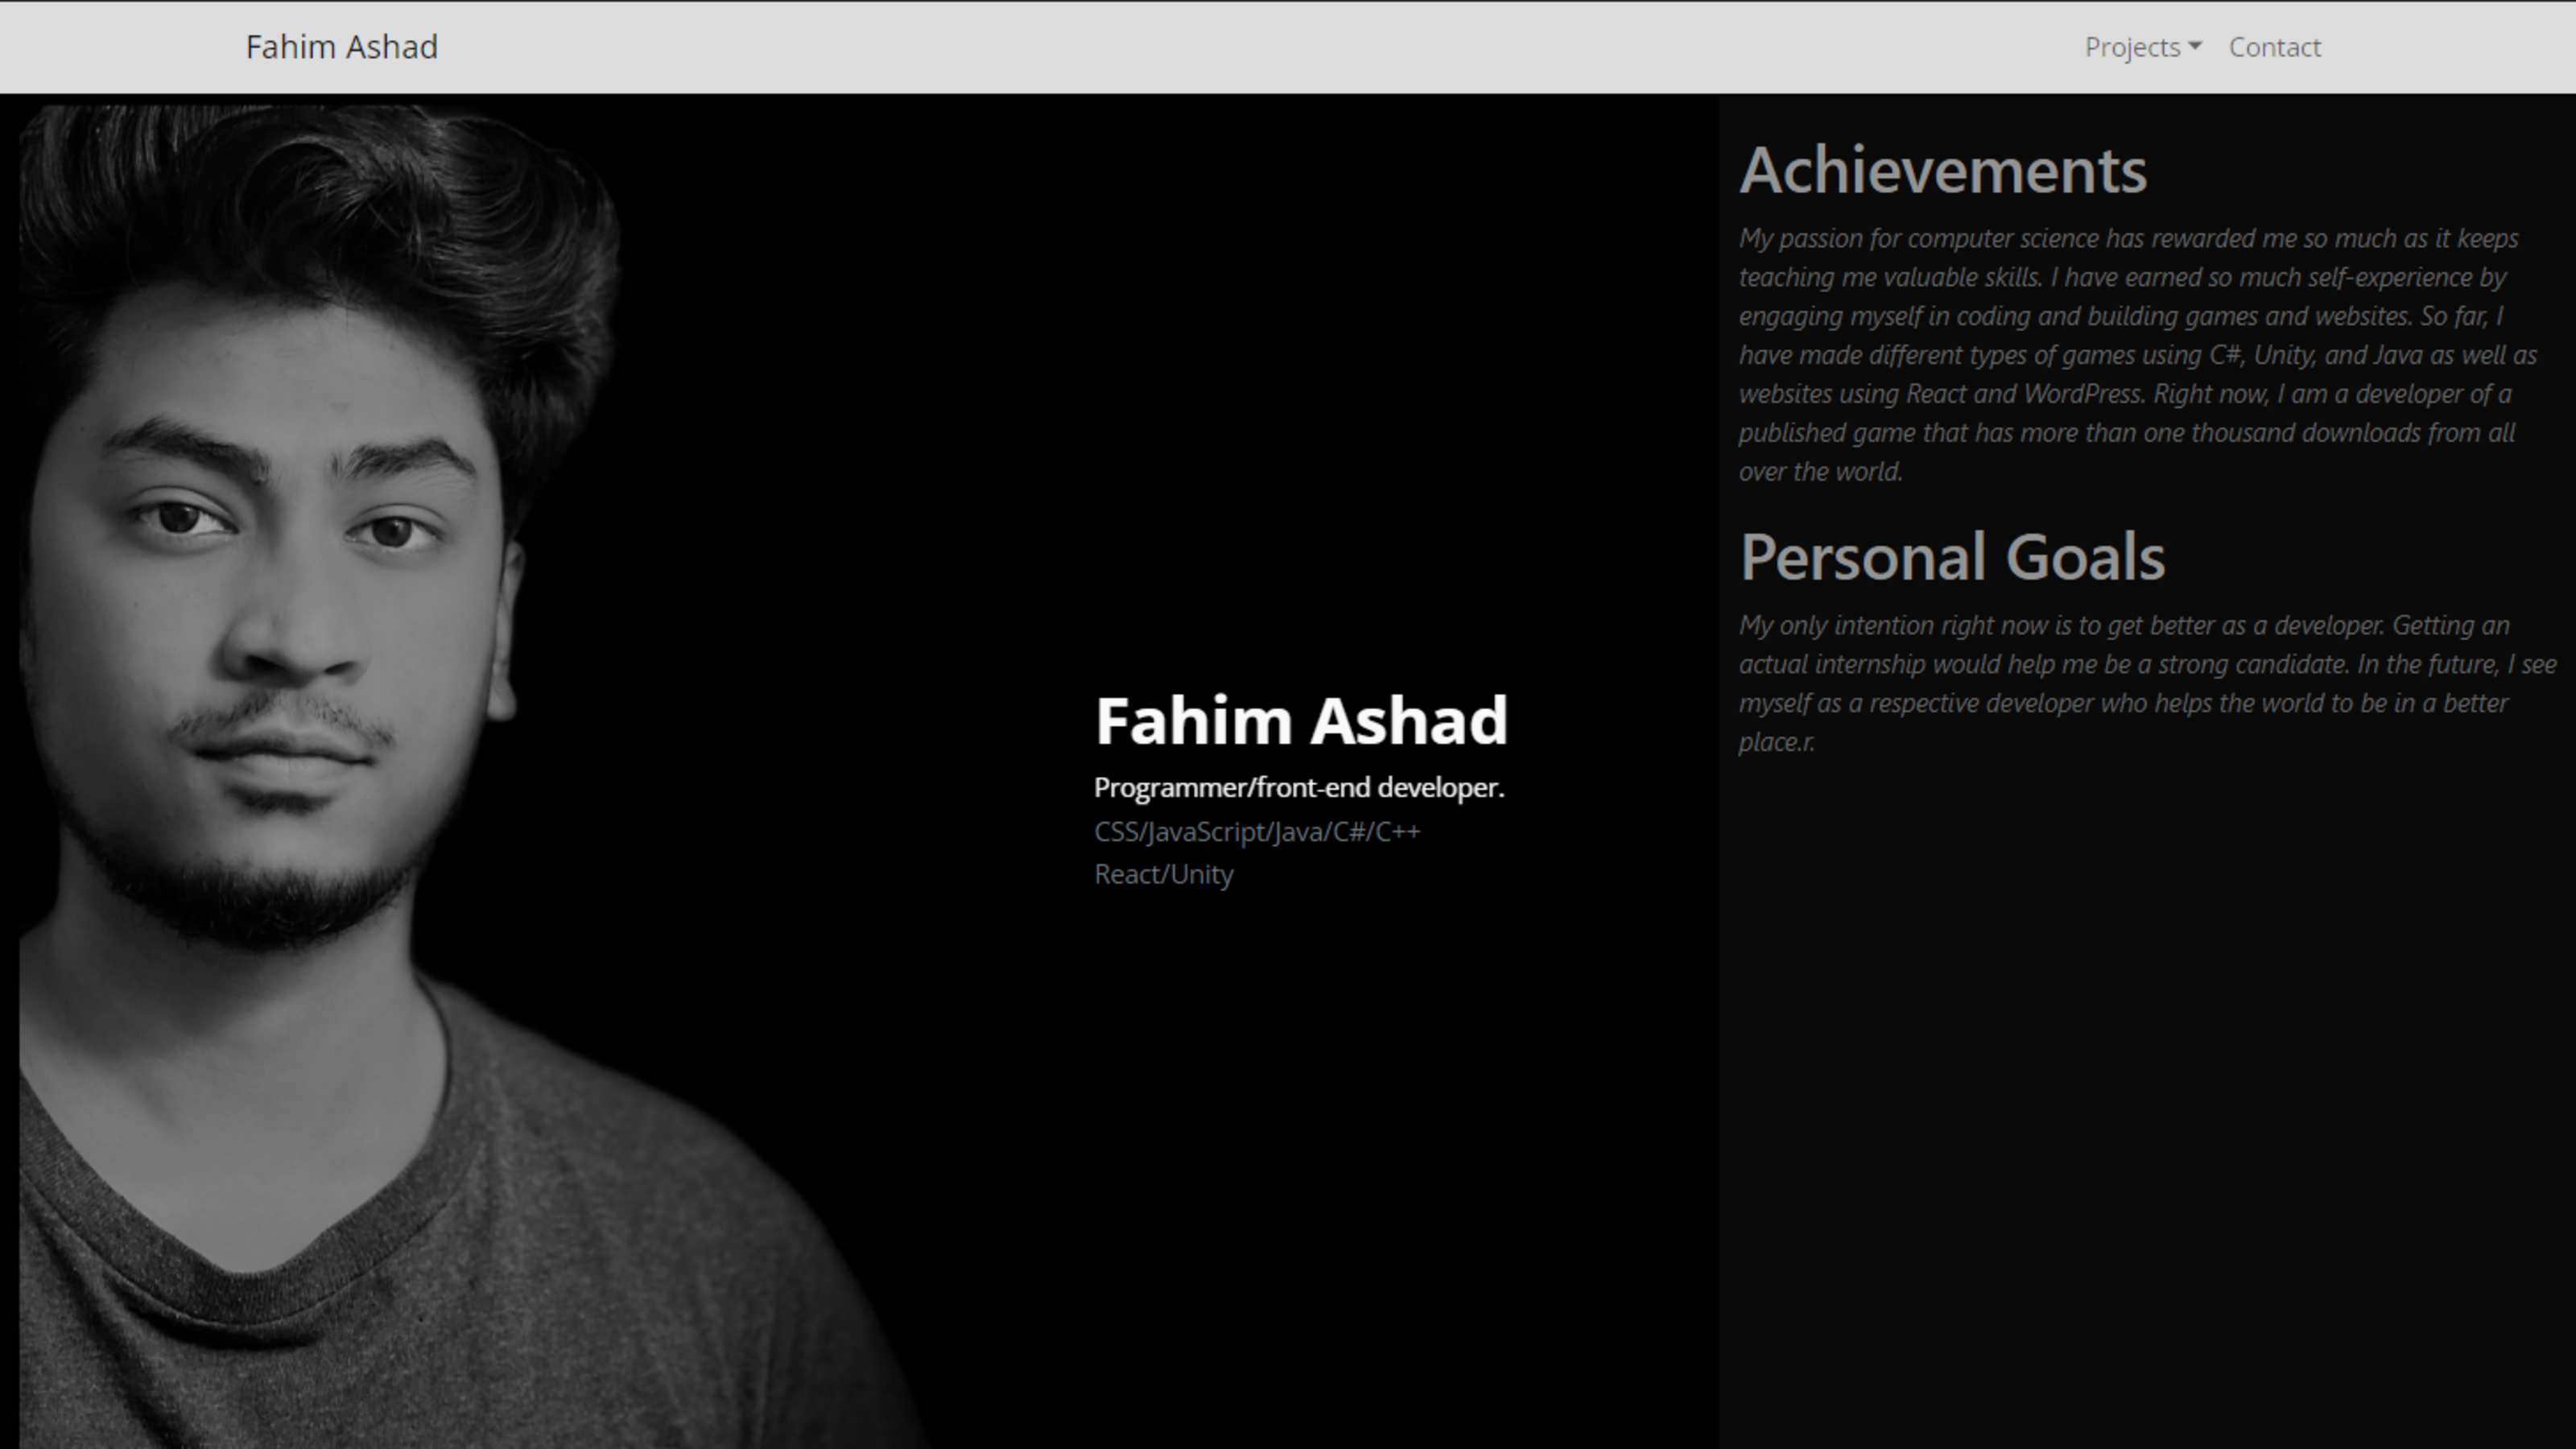 Fahim Ashad
Projects Contact
Fahim Ashad
Programmer/front-end developer.
CSS/JavaScript/Java/C#/C++
React/Unity
Achievements
My passion for computer science has rewarded me so much as it keeps
teaching me valuable skills. I have earned so much self-experience by
engaging myself in coding and building games and websites. So far, I
have made different types of games using C#, Unity, and Java as well as
websites using React and WordPress. Right now, I am a developer of a
published game that has more than one thousand downloads from all
over the world.
Personal Goals
My only intention right now is to get better as a developer. Getting an
actual internship would help me be a strong candidate. In the future, I see
myself as a respective developer who helps the world to be in a better
place.r.